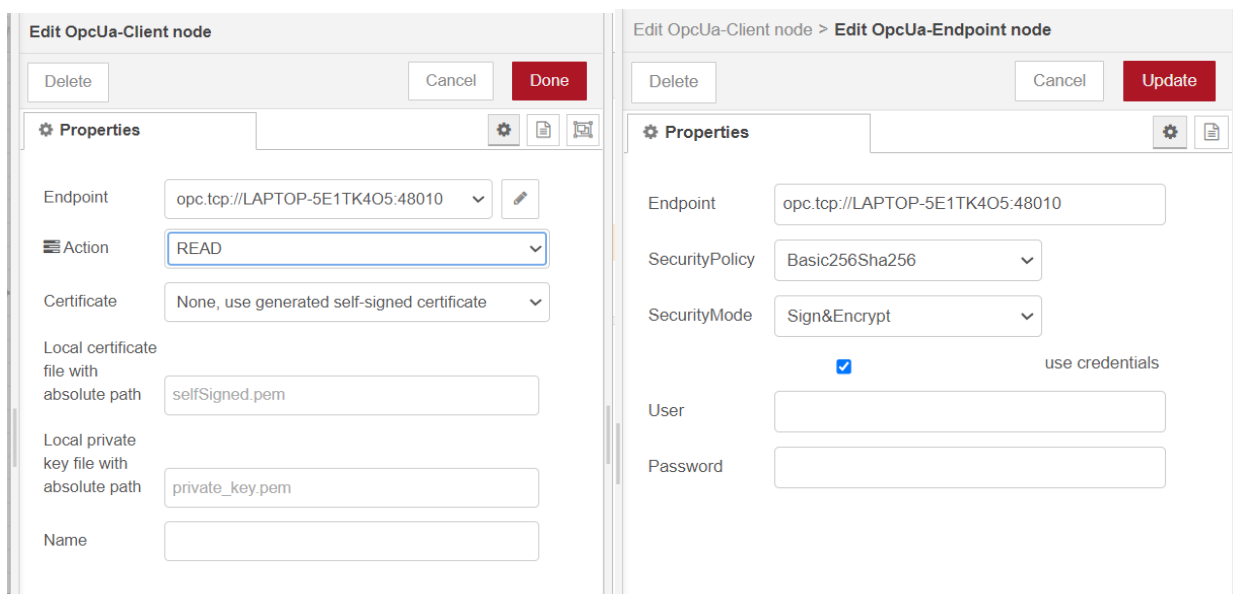 Edit OpcUa-Client node
Delete
Cancel
Done
Properties
Endpoint
opc.tcp://LAPTOP-5E1TK4O5:48010
Action
READ
Certificate
None, use generated self-signed certificate
Local certificate
file with
absolute path
selfSigned.pem
Local private
key file with
absolute path
private_key.pem
Name
Edit OpcUa-Client node > Edit OpcUa-Endpoint node
Delete
Cancel
Update
Properties
Endpoint
opc.tcp://LAPTOP-5E1TK4O5:48010
SecurityPolicy
Basic256Sha256
SecurityMode
Sign&Encrypt
use credentials
User
Password